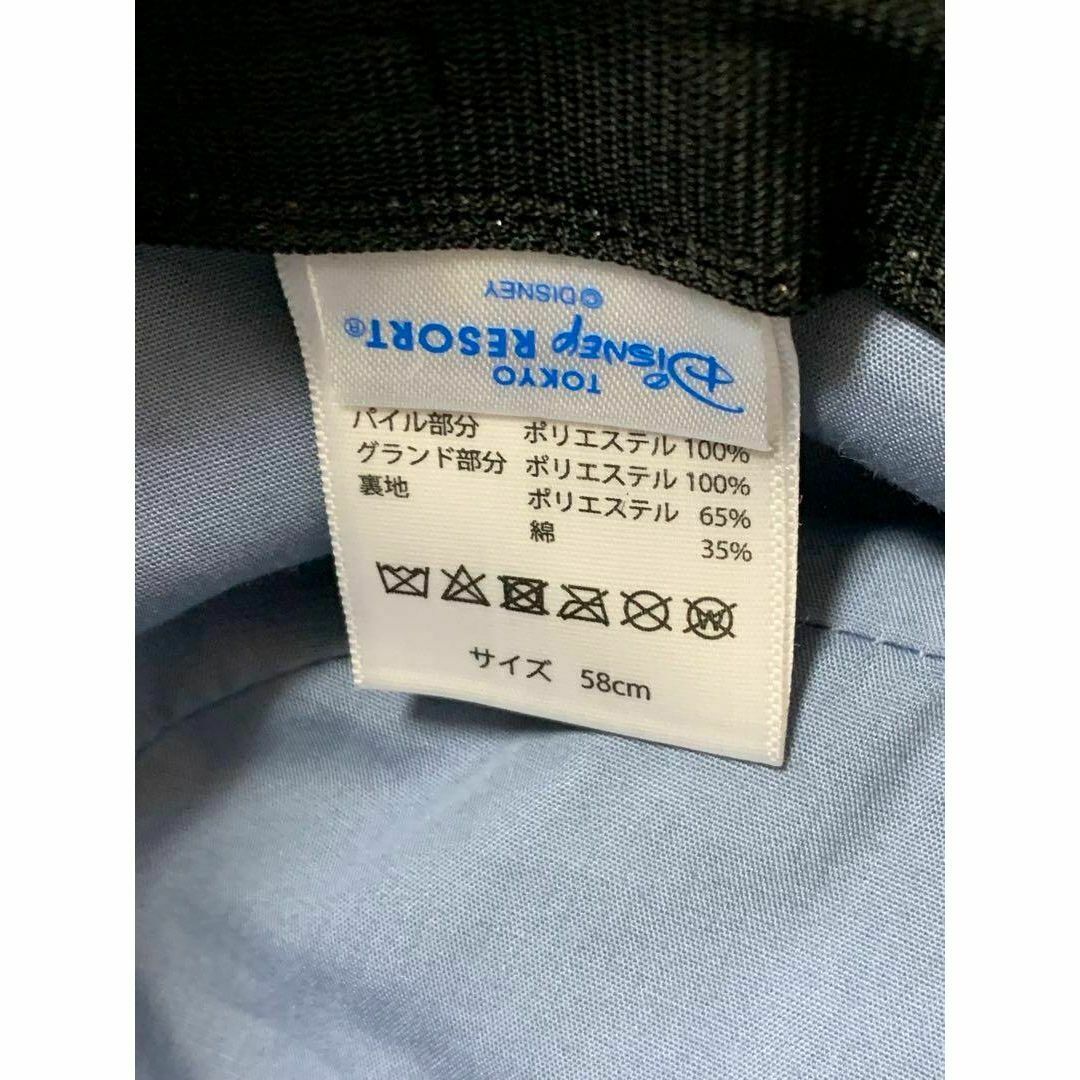 TOKYO
DISNEY RESORT®
©DISNEY
パイル部分 ポリエステル 100%
グランド部分 ポリエステル 100%
裏地 ポリエステル 65%
綿 35%
W
サイズ 58cm